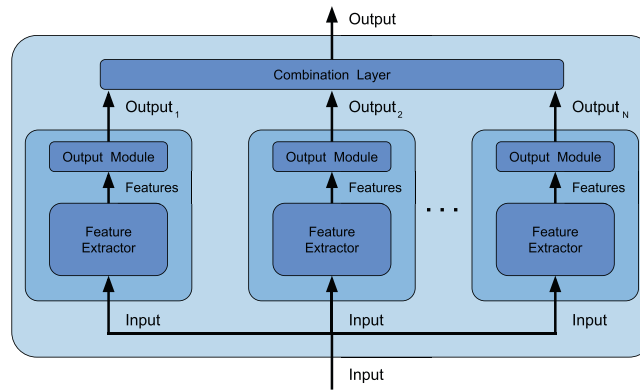 Output
Combination Layer
Output1 Output2 OutputN
Output Module Output Module Output Module
Features Features Features
. . .
Feature Extractor Feature Extractor Feature Extractor
Input Input Input
Input